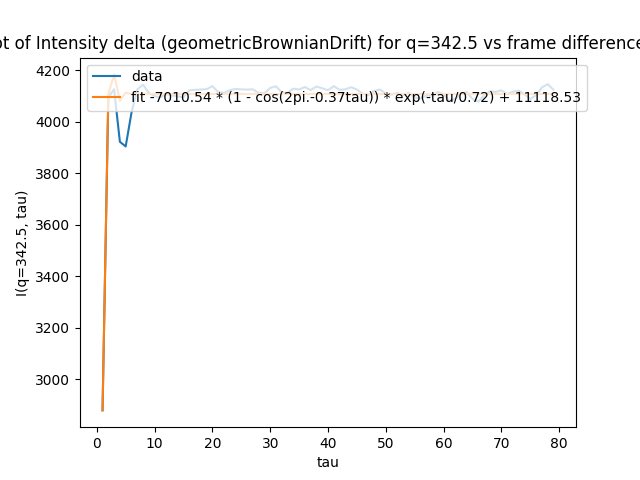 ot of Intensity delta (geometricBrownianDrift) for q=342.5 vs frame difference
data
fit -7010.54 * (1 - cos(2pi.-0.37tau)) * exp(-tau/0.72) + 11118.53
4200
4000
3800
3600
3400
3200
3000
I(q=342.5, tau)
0 10 20 30 40 50 60 70 80
tau